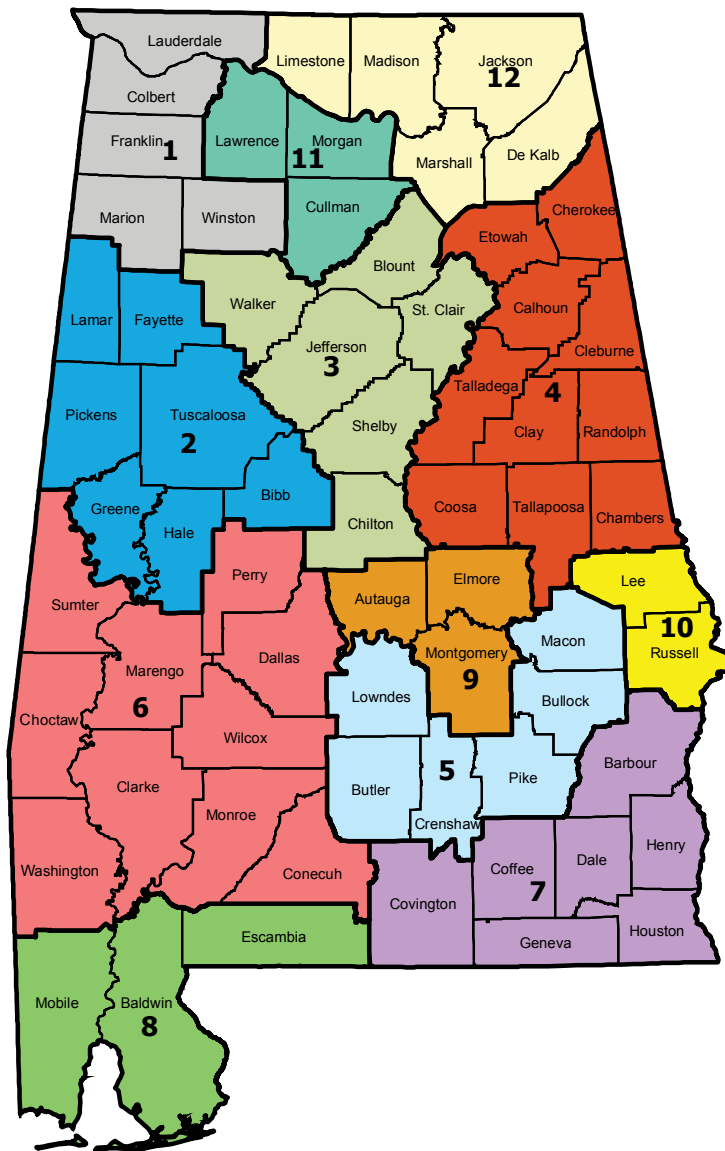 Lauderdale
Limestone
Madison
Jackson
12
Colbert
Franklin
1
Lawrence
Morgan
11
Marshall
De Kalb
Marion
Winston
Cullman
Cherokee
Etowah
Blount
Walker
St. Clair
Calhoun
Lamar
Fayette
Jefferson
3
Cleburne
Talladega
4
Pickens
Tuscaloosa
2
Shelby
Clay
Randolph
Greene
Hale
Bibb
Chilton
Coosa
Tallapoosa
Chambers
Perry
Autauga
Elmore
Lee
Sumter
10
Macon
Russell
Marengo
6
Dallas
Montgomery
9
Choctaw
Lowndes
Bullock
Wilcox
Barbour
Clarke
Butler
5
Crenshaw
Pike
Monroe
Washington
Conecuh
Covington
Coffee
7
Dale
Henry
Escambia
Geneva
Houston
Mobile
Baldwin
8